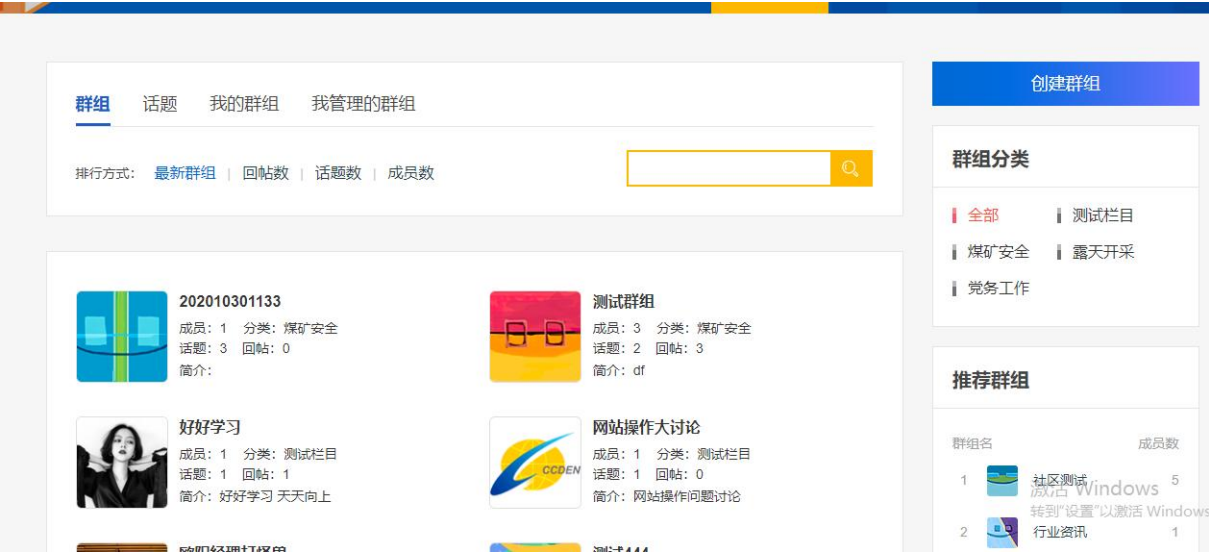 群组 话题 我的群组 我管理的群组
排行方式： 最新群组 | 回帖数 | 话题数 | 成员数
202010301133
成员：1 分类：煤矿安全
话题：3 回帖：0
简介：
测试群组
成员：3 分类：煤矿安全
话题：2 回帖：3
简介：df
好好学习
成员：1 分类：测试栏目
话题：1 回帖：1
简介：好好学习 天天向上
CCDEN
网站操作大讨论
成员：1 分类：测试栏目
话题：1 回帖：0
简介：网站操作问题讨论
测试444
创建群组
群组分类
全部 测试栏目
煤矿安全 露天开采
党务工作
推荐群组
群组名 成员数
1 社区测试 5
激活 Windows
转到"设置"以激活 Windows
2 行业资讯 1